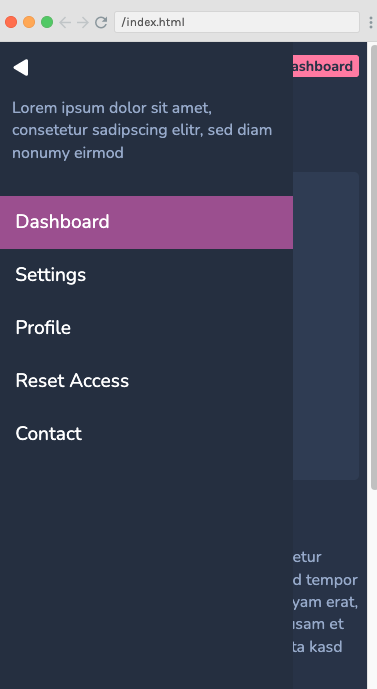 /index.html
ashboard
Lorem ipsum dolor sit amet,
consetetur sadipscing elitr, sed diam
nonumy eirmod
Dashboard
Settings
Profile
Reset Access
Contact
etur
d tempor
yam erat,
usam et
ta kasd